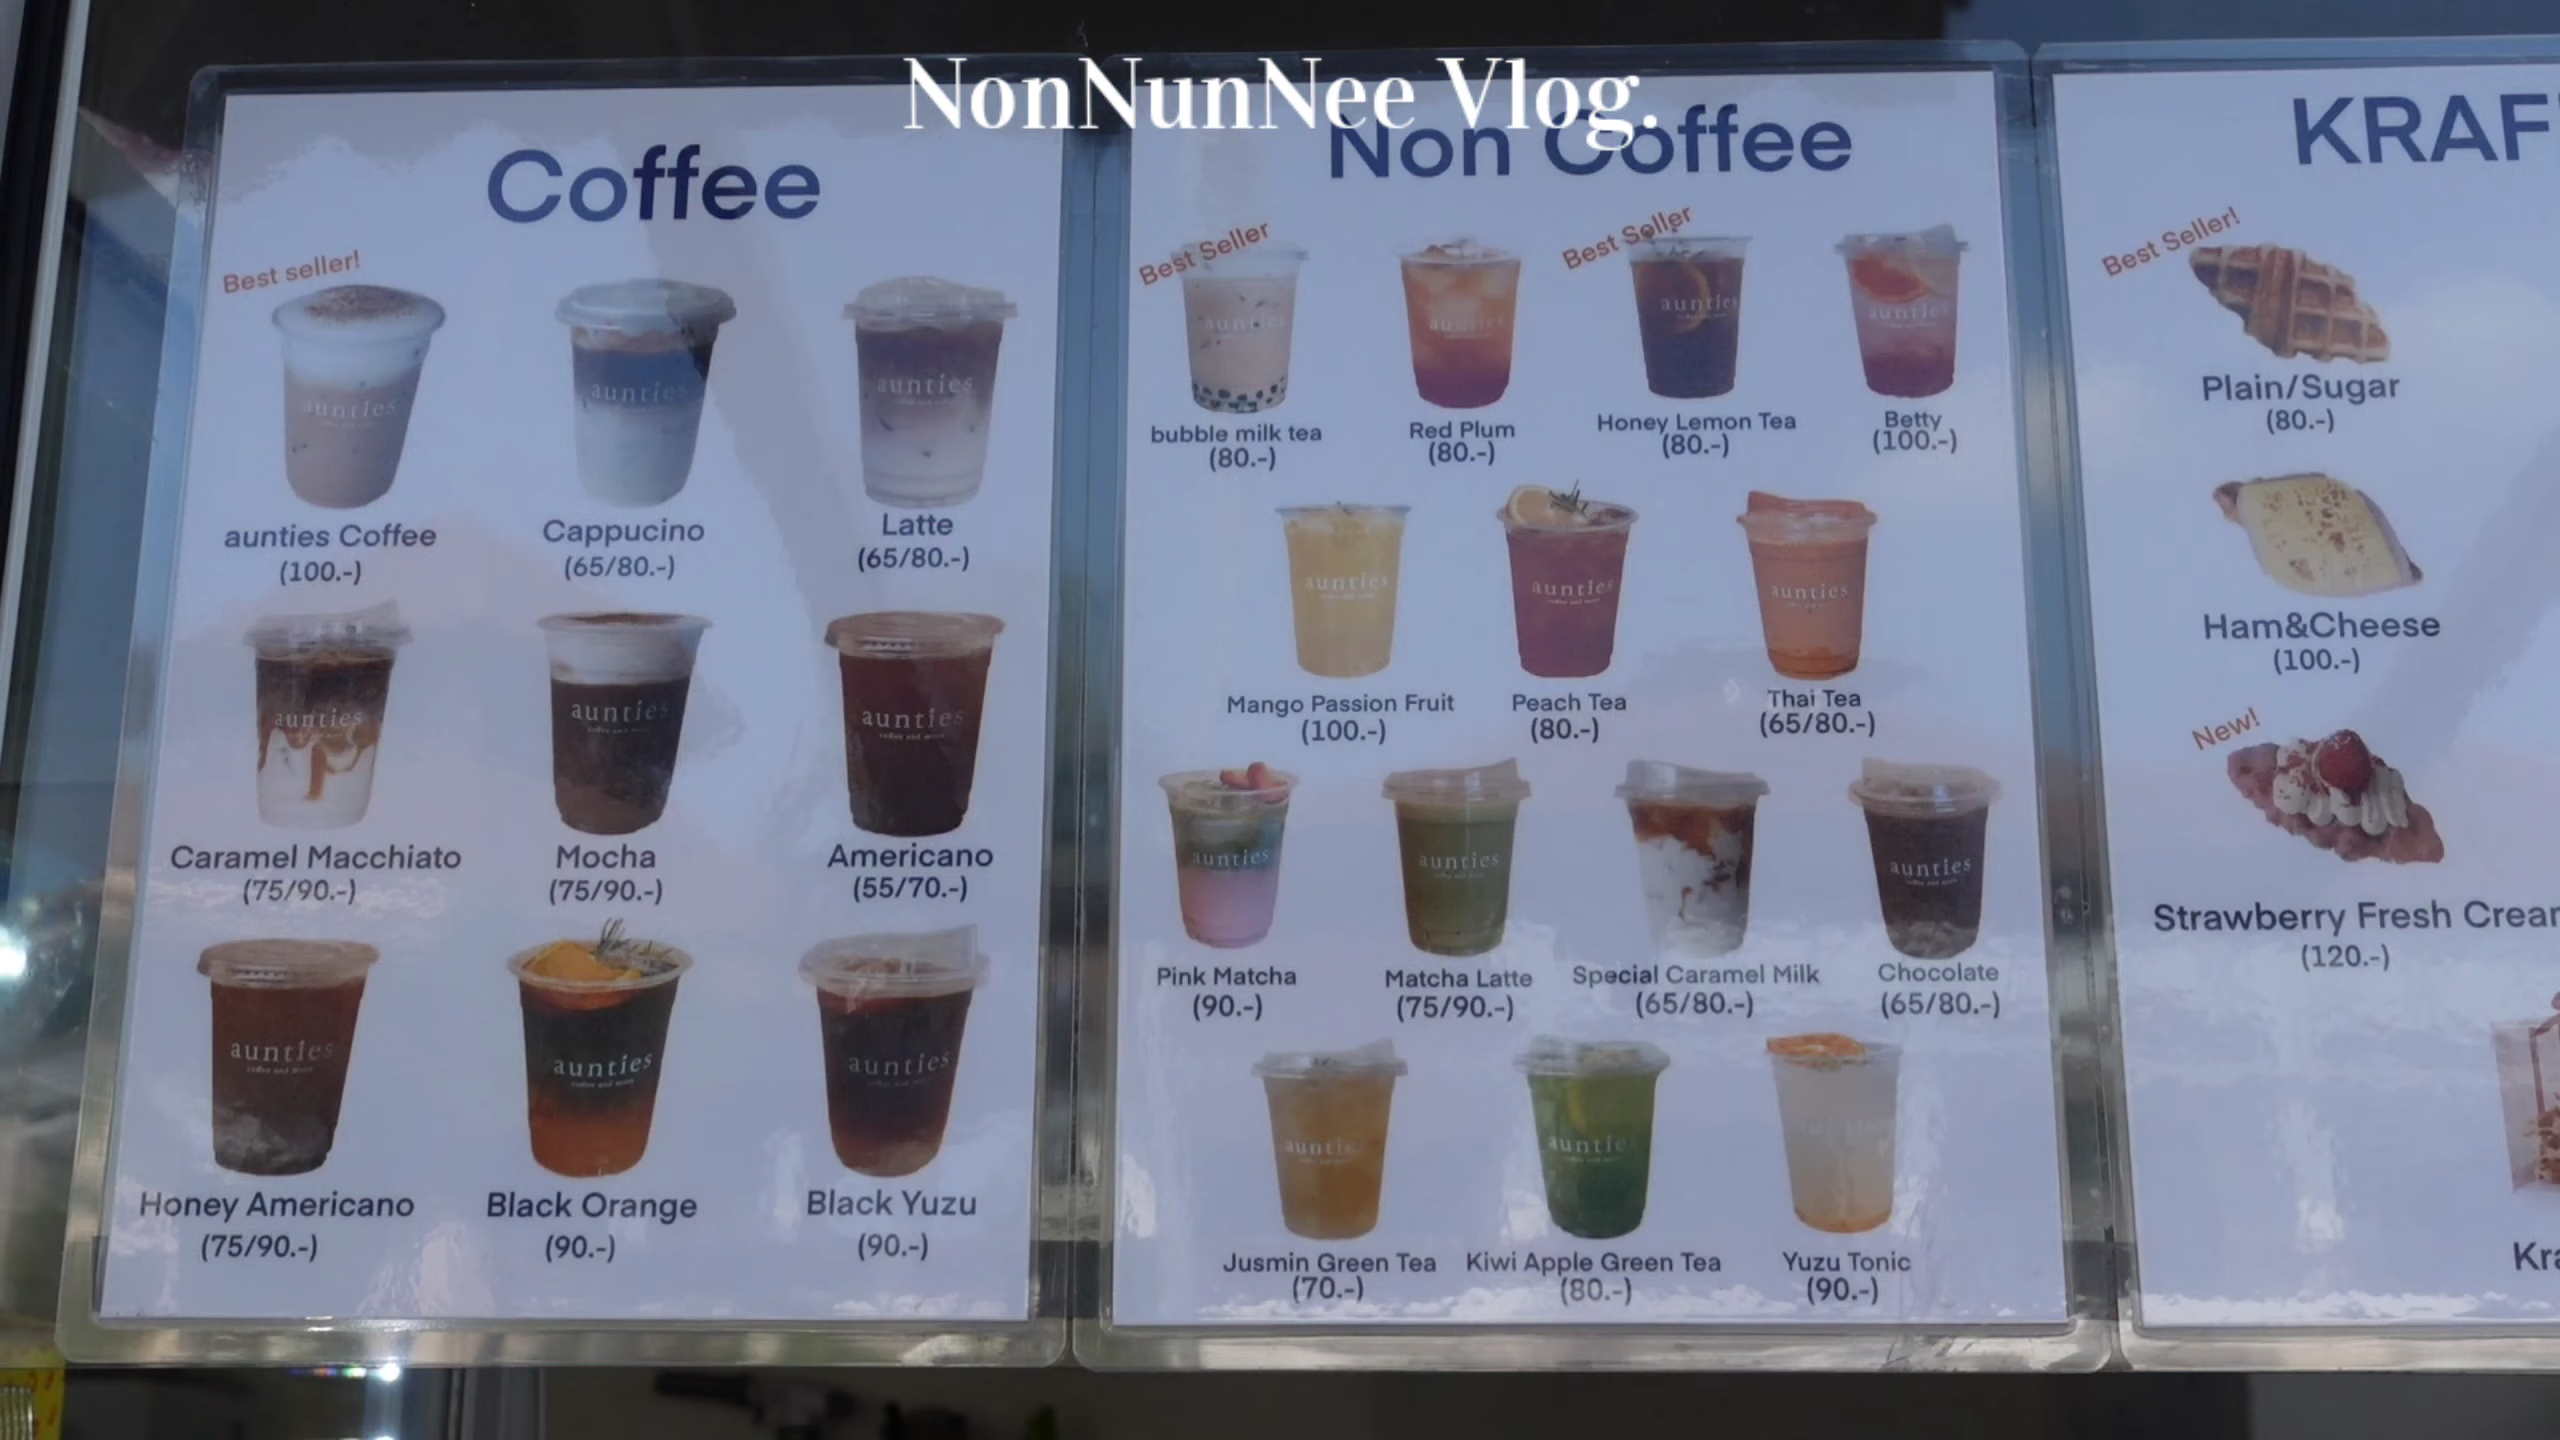 NonNunNee Vlog.
Coffee
Best seller!
aunties Coffee
(100.-)
Cappucino
(65/80.-)
Latte
(65/80.-)
Caramel Macchiato
(75/90.-)
Mocha
(75/90.-)
Americano
(55/70.-)
Honey Americano
(75/90.-)
Black Orange
(90.-)
Black Yuzu
(90.-)
Non Coffee
Best Seller
bubble milk tea
(80.-)
Red Plum
(80.-)
Best Seller
Honey Lemon Tea
(80.-)
Betty
(100.-)
Mango Passion Fruit
(100.-)
Peach Tea
(80.-)
Thai Tea
(65/80.-)
Pink Matcha
(90.-)
Matcha Latte
(75/90.-)
Special Caramel Milk
(65/80.-)
Chocolate
(65/80.-)
Jusmin Green Tea
(70.-)
Kiwi Apple Green Tea
(80.-)
Yuzu Tonic
(90.-)
KRAF
Best Seller!
Plain/Sugar
(80.-)
Ham&Cheese
(100.-)
New!
Strawberry Fresh Crea
(120.-)
Kr